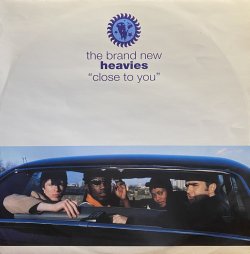 the brand new
heavies
"close to you"